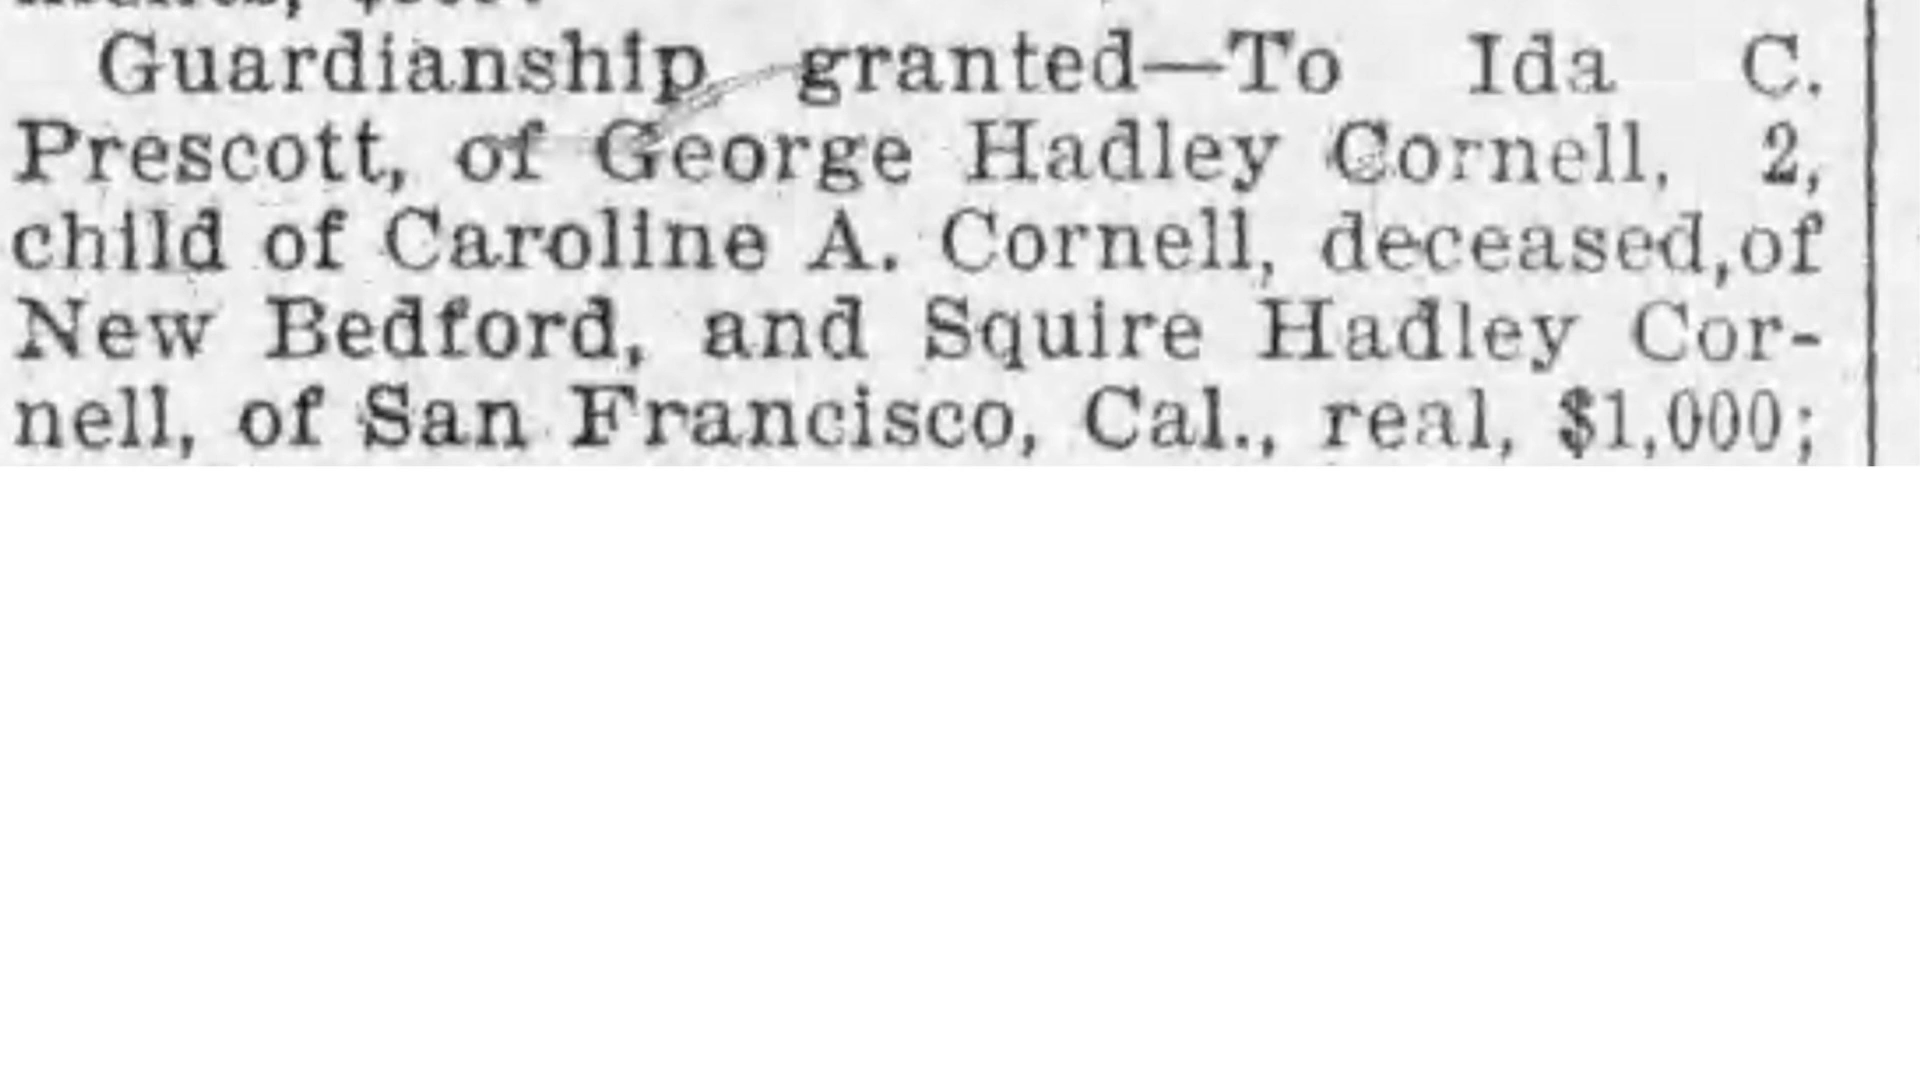 Guardianship granted—To Ida C.
Prescott, of George Hadley Cornell, 2,
child of Caroline A. Cornell, deceased,of
New Bedford, and Squire Hadley Cor-
nell, of San Francisco, Cal., real, $1,000;